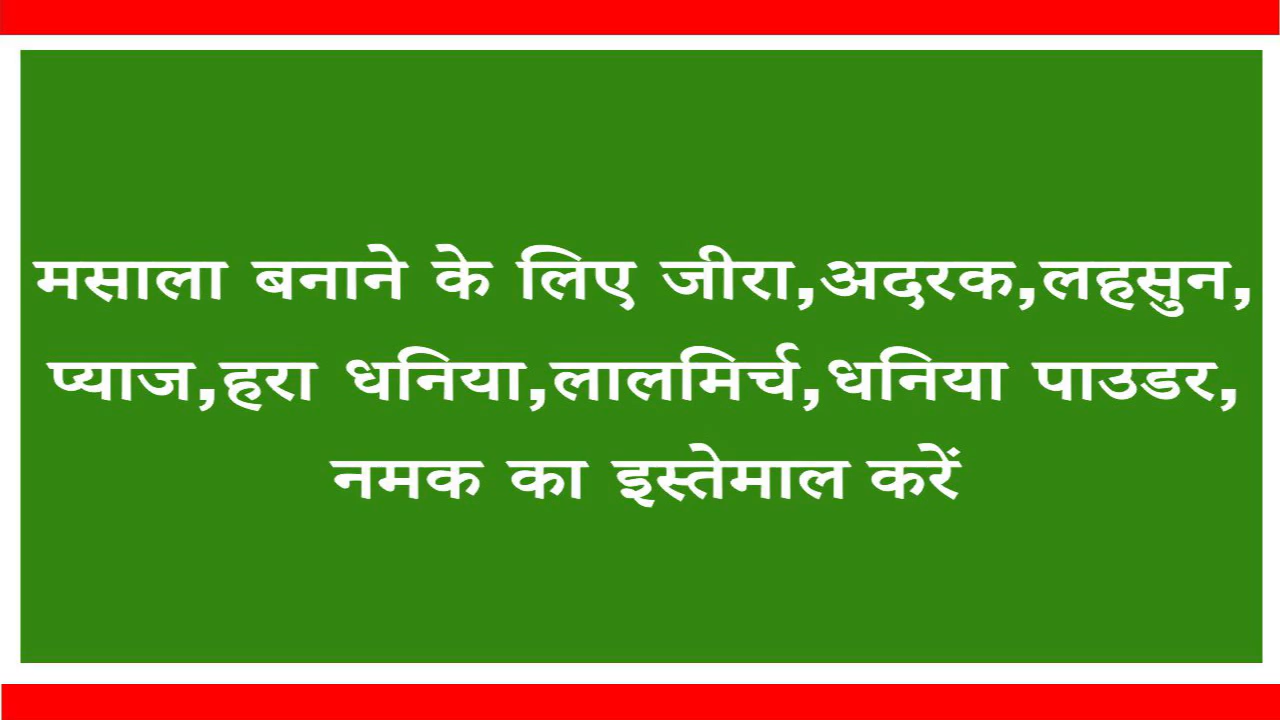 मसाला बनाने के लिए जीरा,अदरक,लहसुन,
प्याज,हरा धनिया,लालमिर्च,धनिया पाउडर,
नमक का इस्तेमाल करें